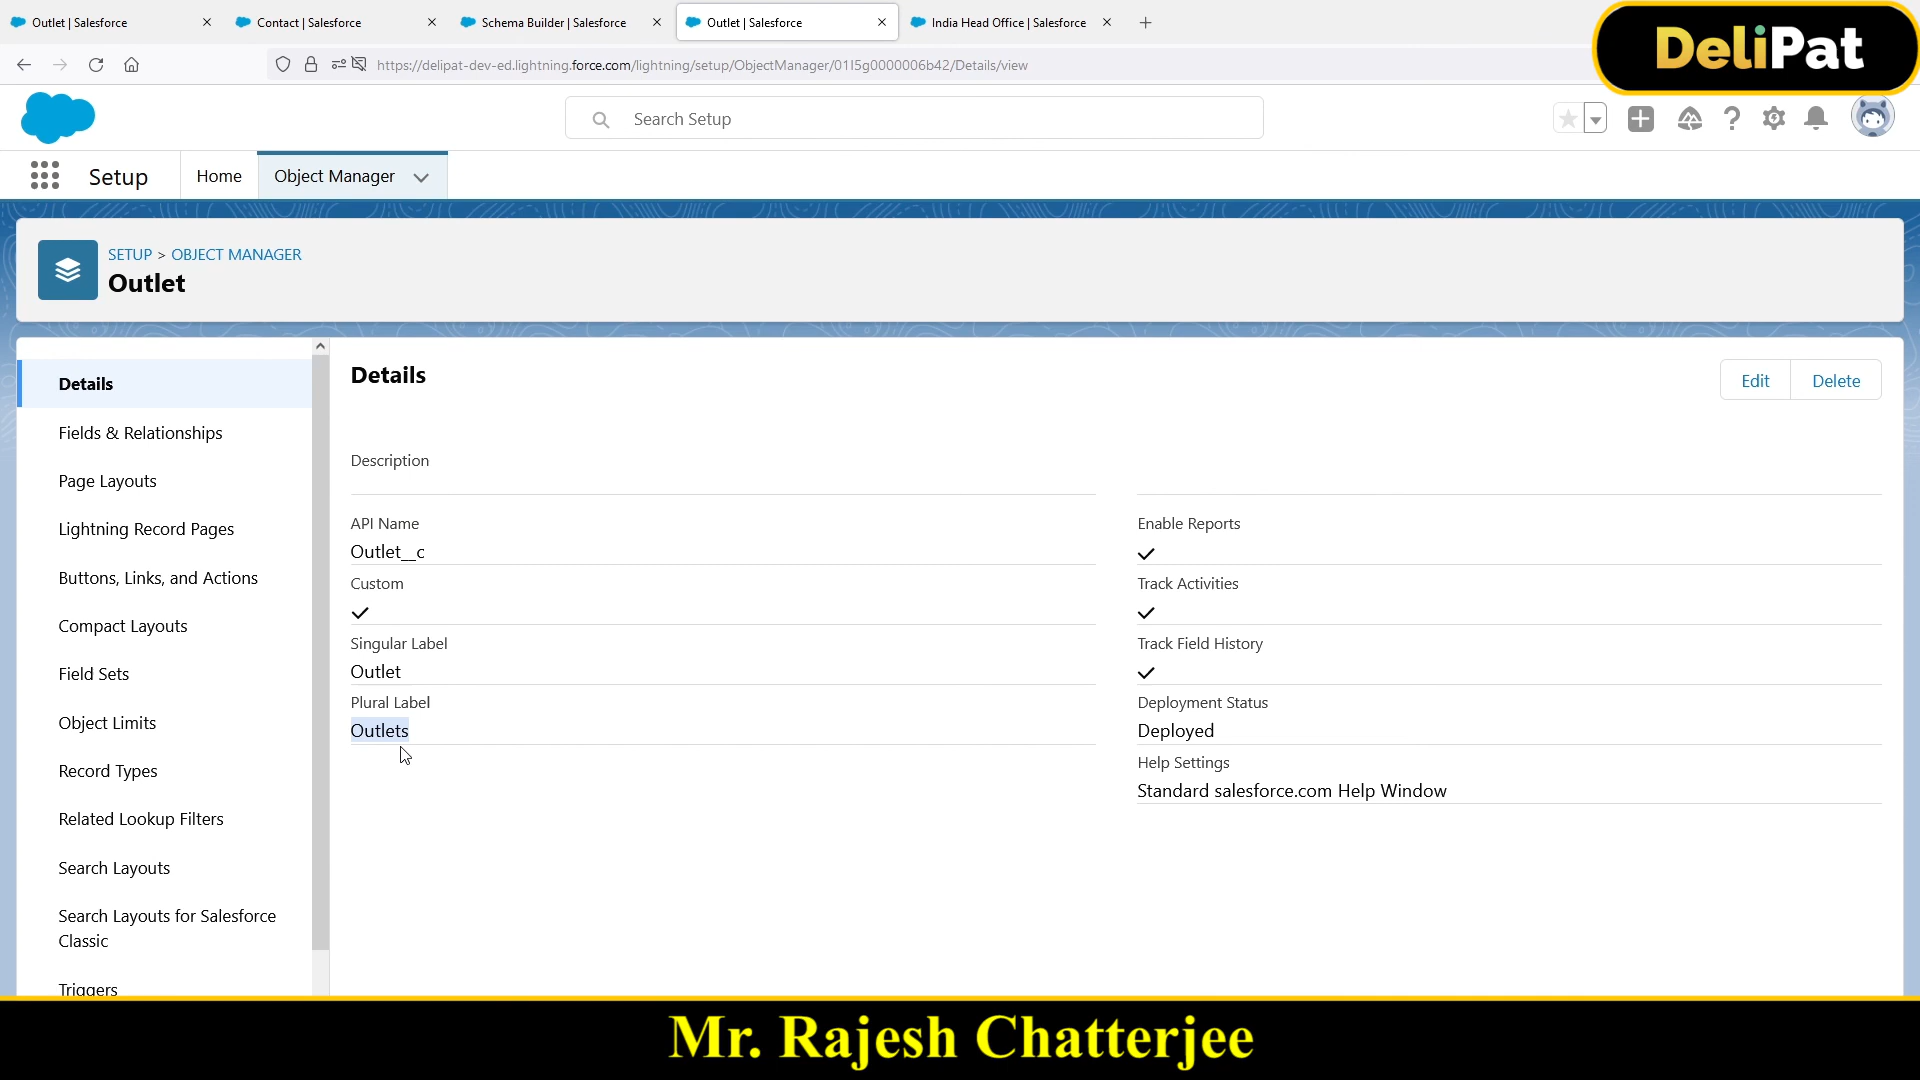 Outlet | Salesforce
Contact | Salesforce
Schema Builder | Salesforce
Outlet | Salesforce
India Head Office | Salesforce
DeliPat
https://delipat-dev-ed.lightning.force.com/lightning/setup/ObjectManager/01I5g0000006b42/Details/view
Search Setup
Setup
Home
Object Manager
SETUP > OBJECT MANAGER
Outlet
Details
Fields & Relationships
Page Layouts
Lightning Record Pages
Buttons, Links, and Actions
Compact Layouts
Field Sets
Object Limits
Record Types
Related Lookup Filters
Search Layouts
Search Layouts for Salesforce
Classic
Triggers
Details
Edit
Delete
Description
API Name
Outlet__c
Custom
Singular Label
Outlet
Plural Label
Outlets
Enable Reports
Track Activities
Track Field History
Deployment Status
Deployed
Help Settings
Standard salesforce.com Help Window
Mr. Rajesh Chatterjee